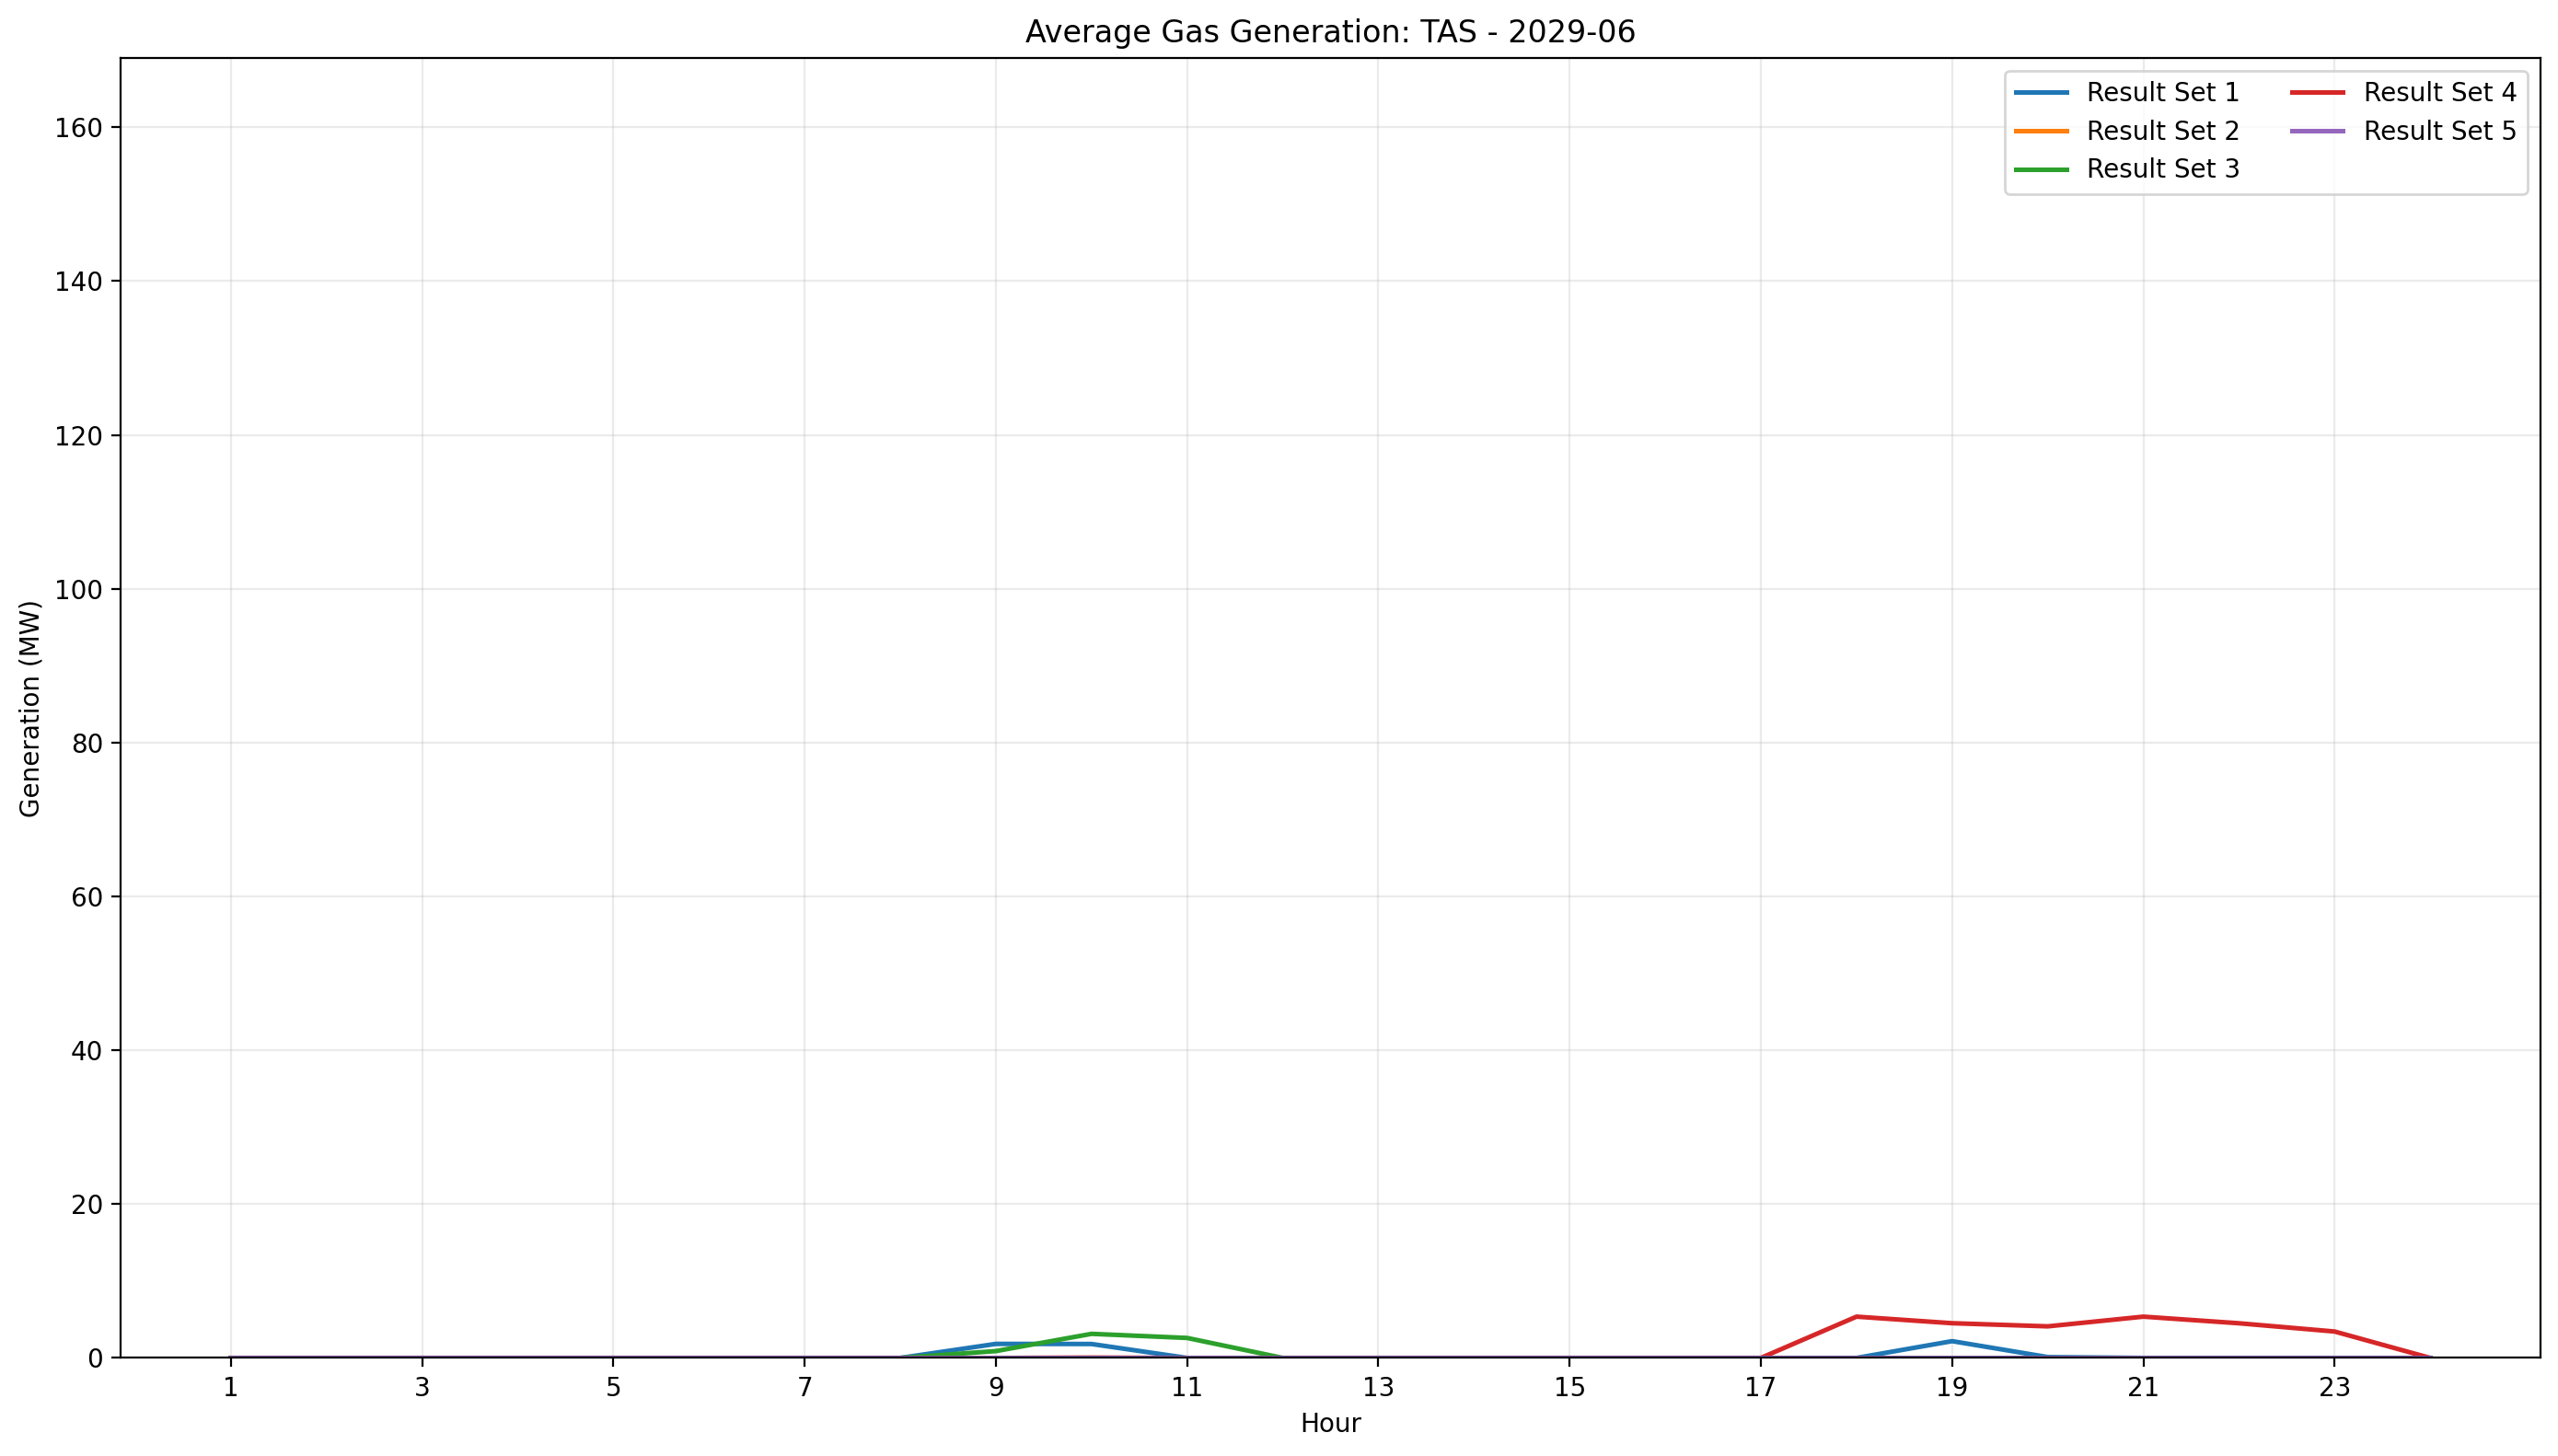 Average Gas Generation: TAS - 2029-06
Result Set 1
Result Set 2
Result Set 3
Result Set 4
Result Set 5
Generation (MW)
160
140
120
100
80
60
40
20
0
1 3 5 7 9 11 13 15 17 19 21 23
Hour